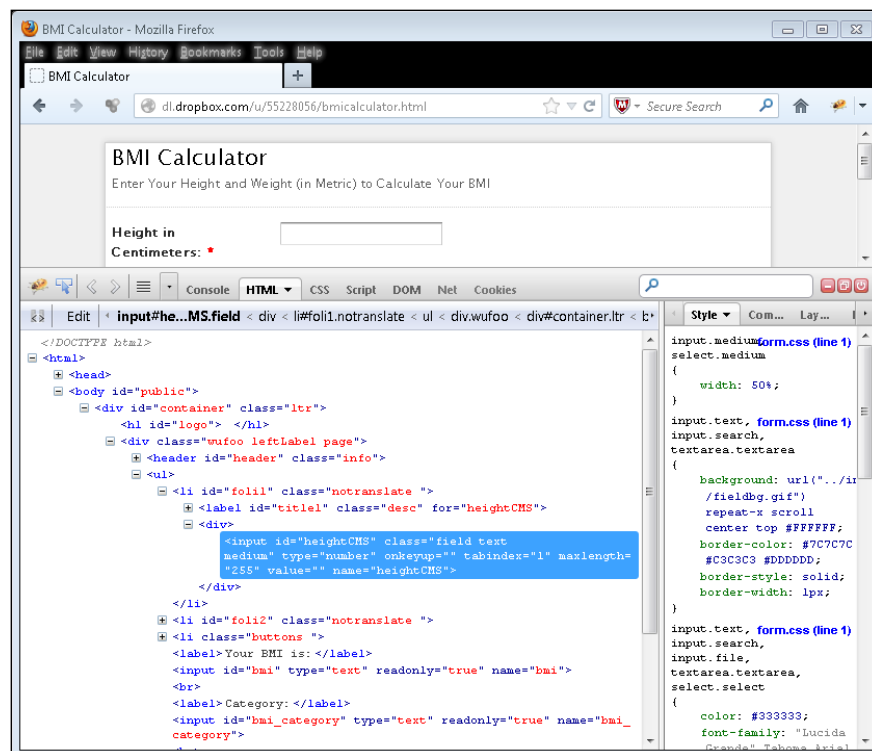 BMI Calculator - Mozilla Firefox
File Edit View History Bookmarks Tools Help
BMI Calculator
dl.dropbox.com/u/55228056/bmicalculator.html
Secure Search
BMI Calculator
Enter Your Height and Weight (in Metric) to Calculate Your BMI
Height in
Centimeters: *
Console HTML CSS Script DOM Net Cookies
Edit input#he...MS.field < div < li#foli1.notranslate < ul < div.wufoo < div#container.ltr < b
<!DOCTYPE html>
<html>
<head>
<body id="public">
<div id="container" class="ltr">
<h1 id="logo"> </h1>
<div class="wufoo leftLabel page">
<header id="header" class="info">
<ul>
<li id="foli1" class="notranslate ">
<label id="title1" class="desc" for="heightCMS">
<div>
<input id="heightCMS" class="field text
medium" type="number" onkeyup="" tabindex="1" maxlength=
"255" value="" name="heightCMS">
</div>
</li>
<li id="foli2" class="notranslate ">
<li class="buttons ">
<label>Your BMI is:</label>
<input id="bmi" type="text" readonly="true" name="bmi">
<br>
<label>Category:</label>
<input id="bmi_category" type="text" readonly="true" name="bmi_
category">
Style Com... Lay...
input.medium, form.css (line 1)
select.medium
{
width: 50%;
}
input.text, form.css (line 1)
input.search,
textarea.textarea
{
background: url("../im
/fieldbg.gif")
repeat-x scroll
center top #FFFFFF;
border-color: #7C7C7C
#C3C3C3 #DDDDDD;
border-style: solid;
border-width: 1px;
}
input.text, form.css (line 1)
input.search,
input.file,
textarea.textarea,
select.select
{
color: #333333;
font-family: "Lucida
Grande",Tahoma,Arial